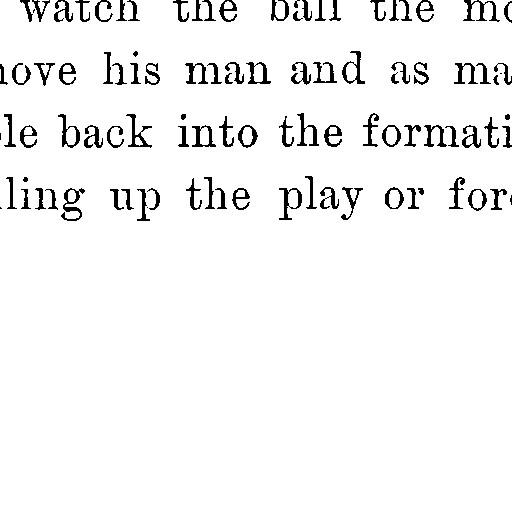 watch the ball the
his man and as
back into the
up the play or